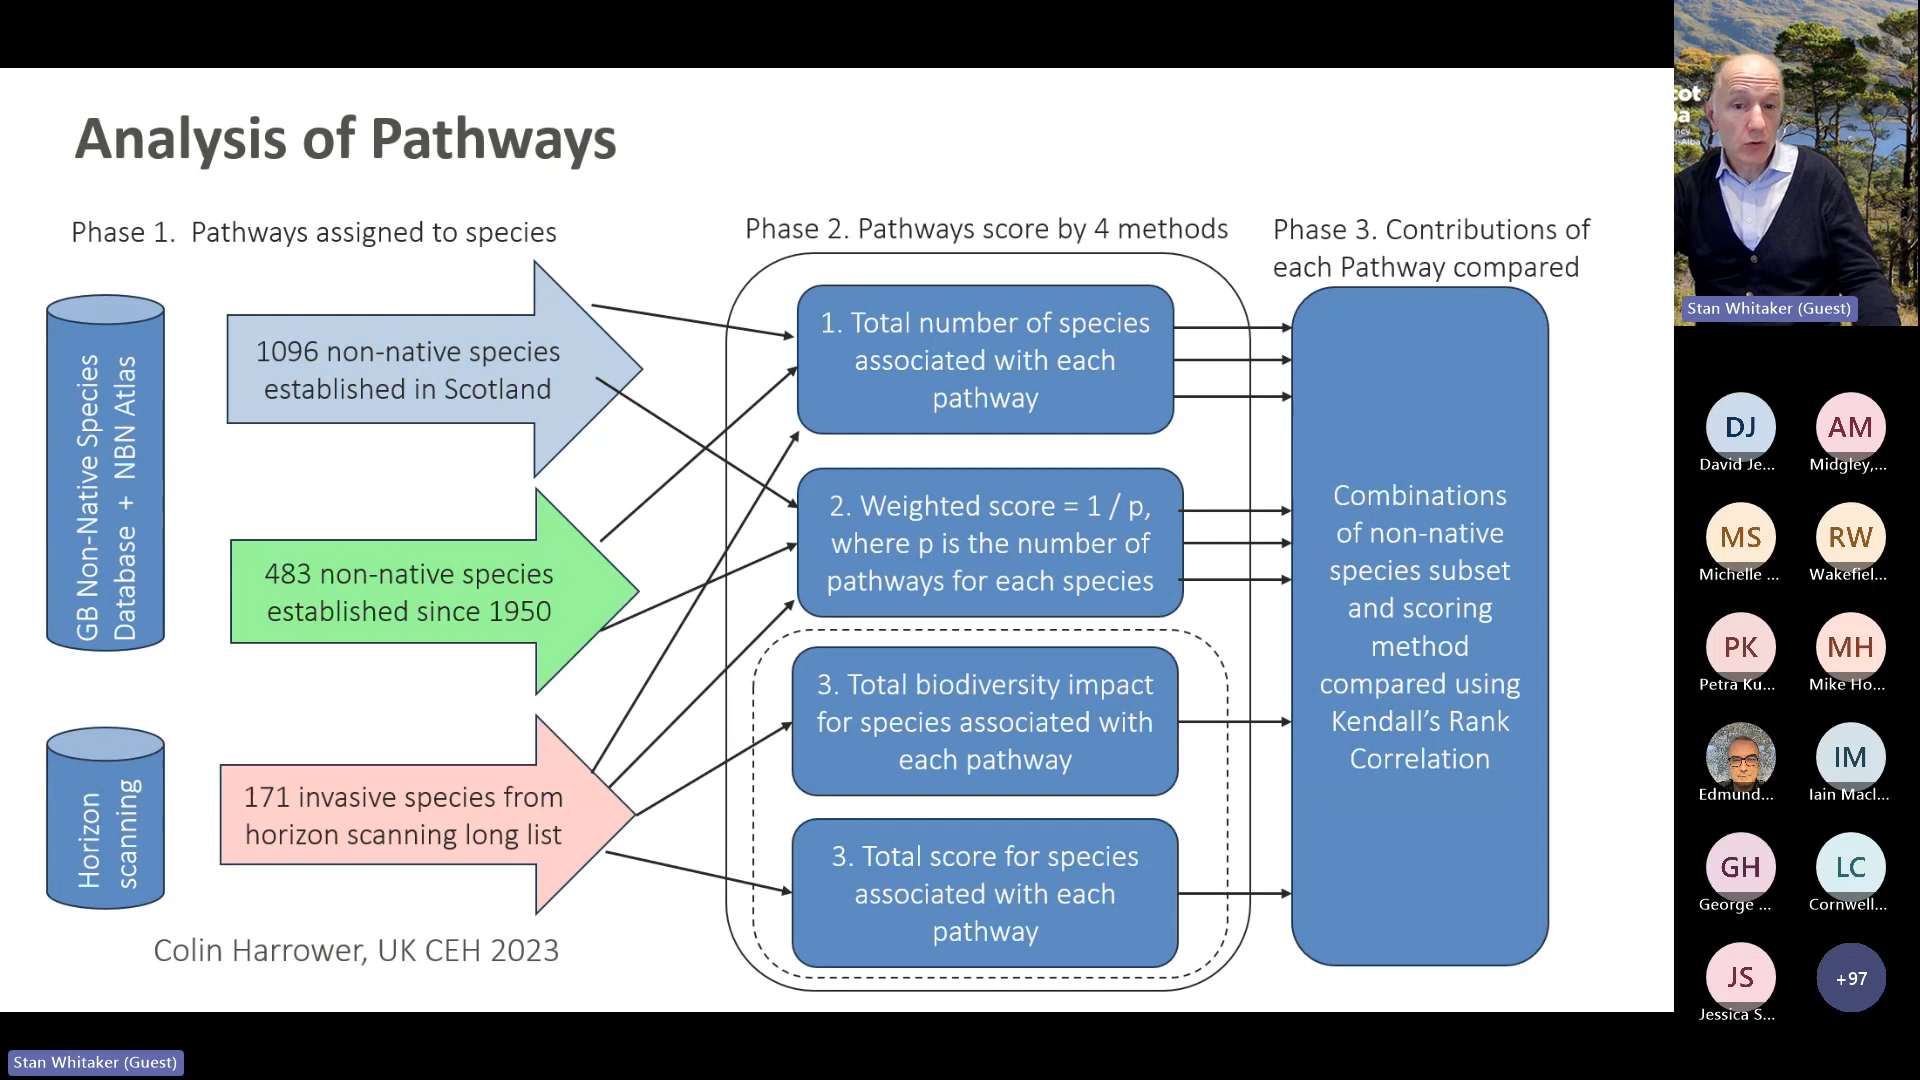 Analysis of Pathways
Phase 1.  Pathways assigned to species
Phase 2. Pathways score by 4 methods
Phase 3. Contributions of
each Pathway compared
GB Non-Native Species
Database + NBN Atlas
1096 non-native species
established in Scotland
483 non-native species
established since 1950
Horizon
scanning
171 invasive species from
horizon scanning long list
1. Total number of species
associated with each
pathway
2. Weighted score = 1 / p,
where p is the number of
pathways for each species
3. Total biodiversity impact
for species associated with
each pathway
3. Total score for species
associated with each
pathway
Combinations
of non-native
species subset
and scoring
method
compared using
Kendall's Rank
Correlation
Colin Harrower, UK CEH 2023
Stan Whitaker (Guest)
DJ
David Je...
AM
Midgley,...
MS
Michelle ...
RW
Wakefiel...
PK
Petra Ku...
MH
Mike Ho...
Edmund...
IM
Iain Macl...
GH
George ...
LC
Cornwell...
JS
Jessica S...
+97
Stan Whitaker (Guest)